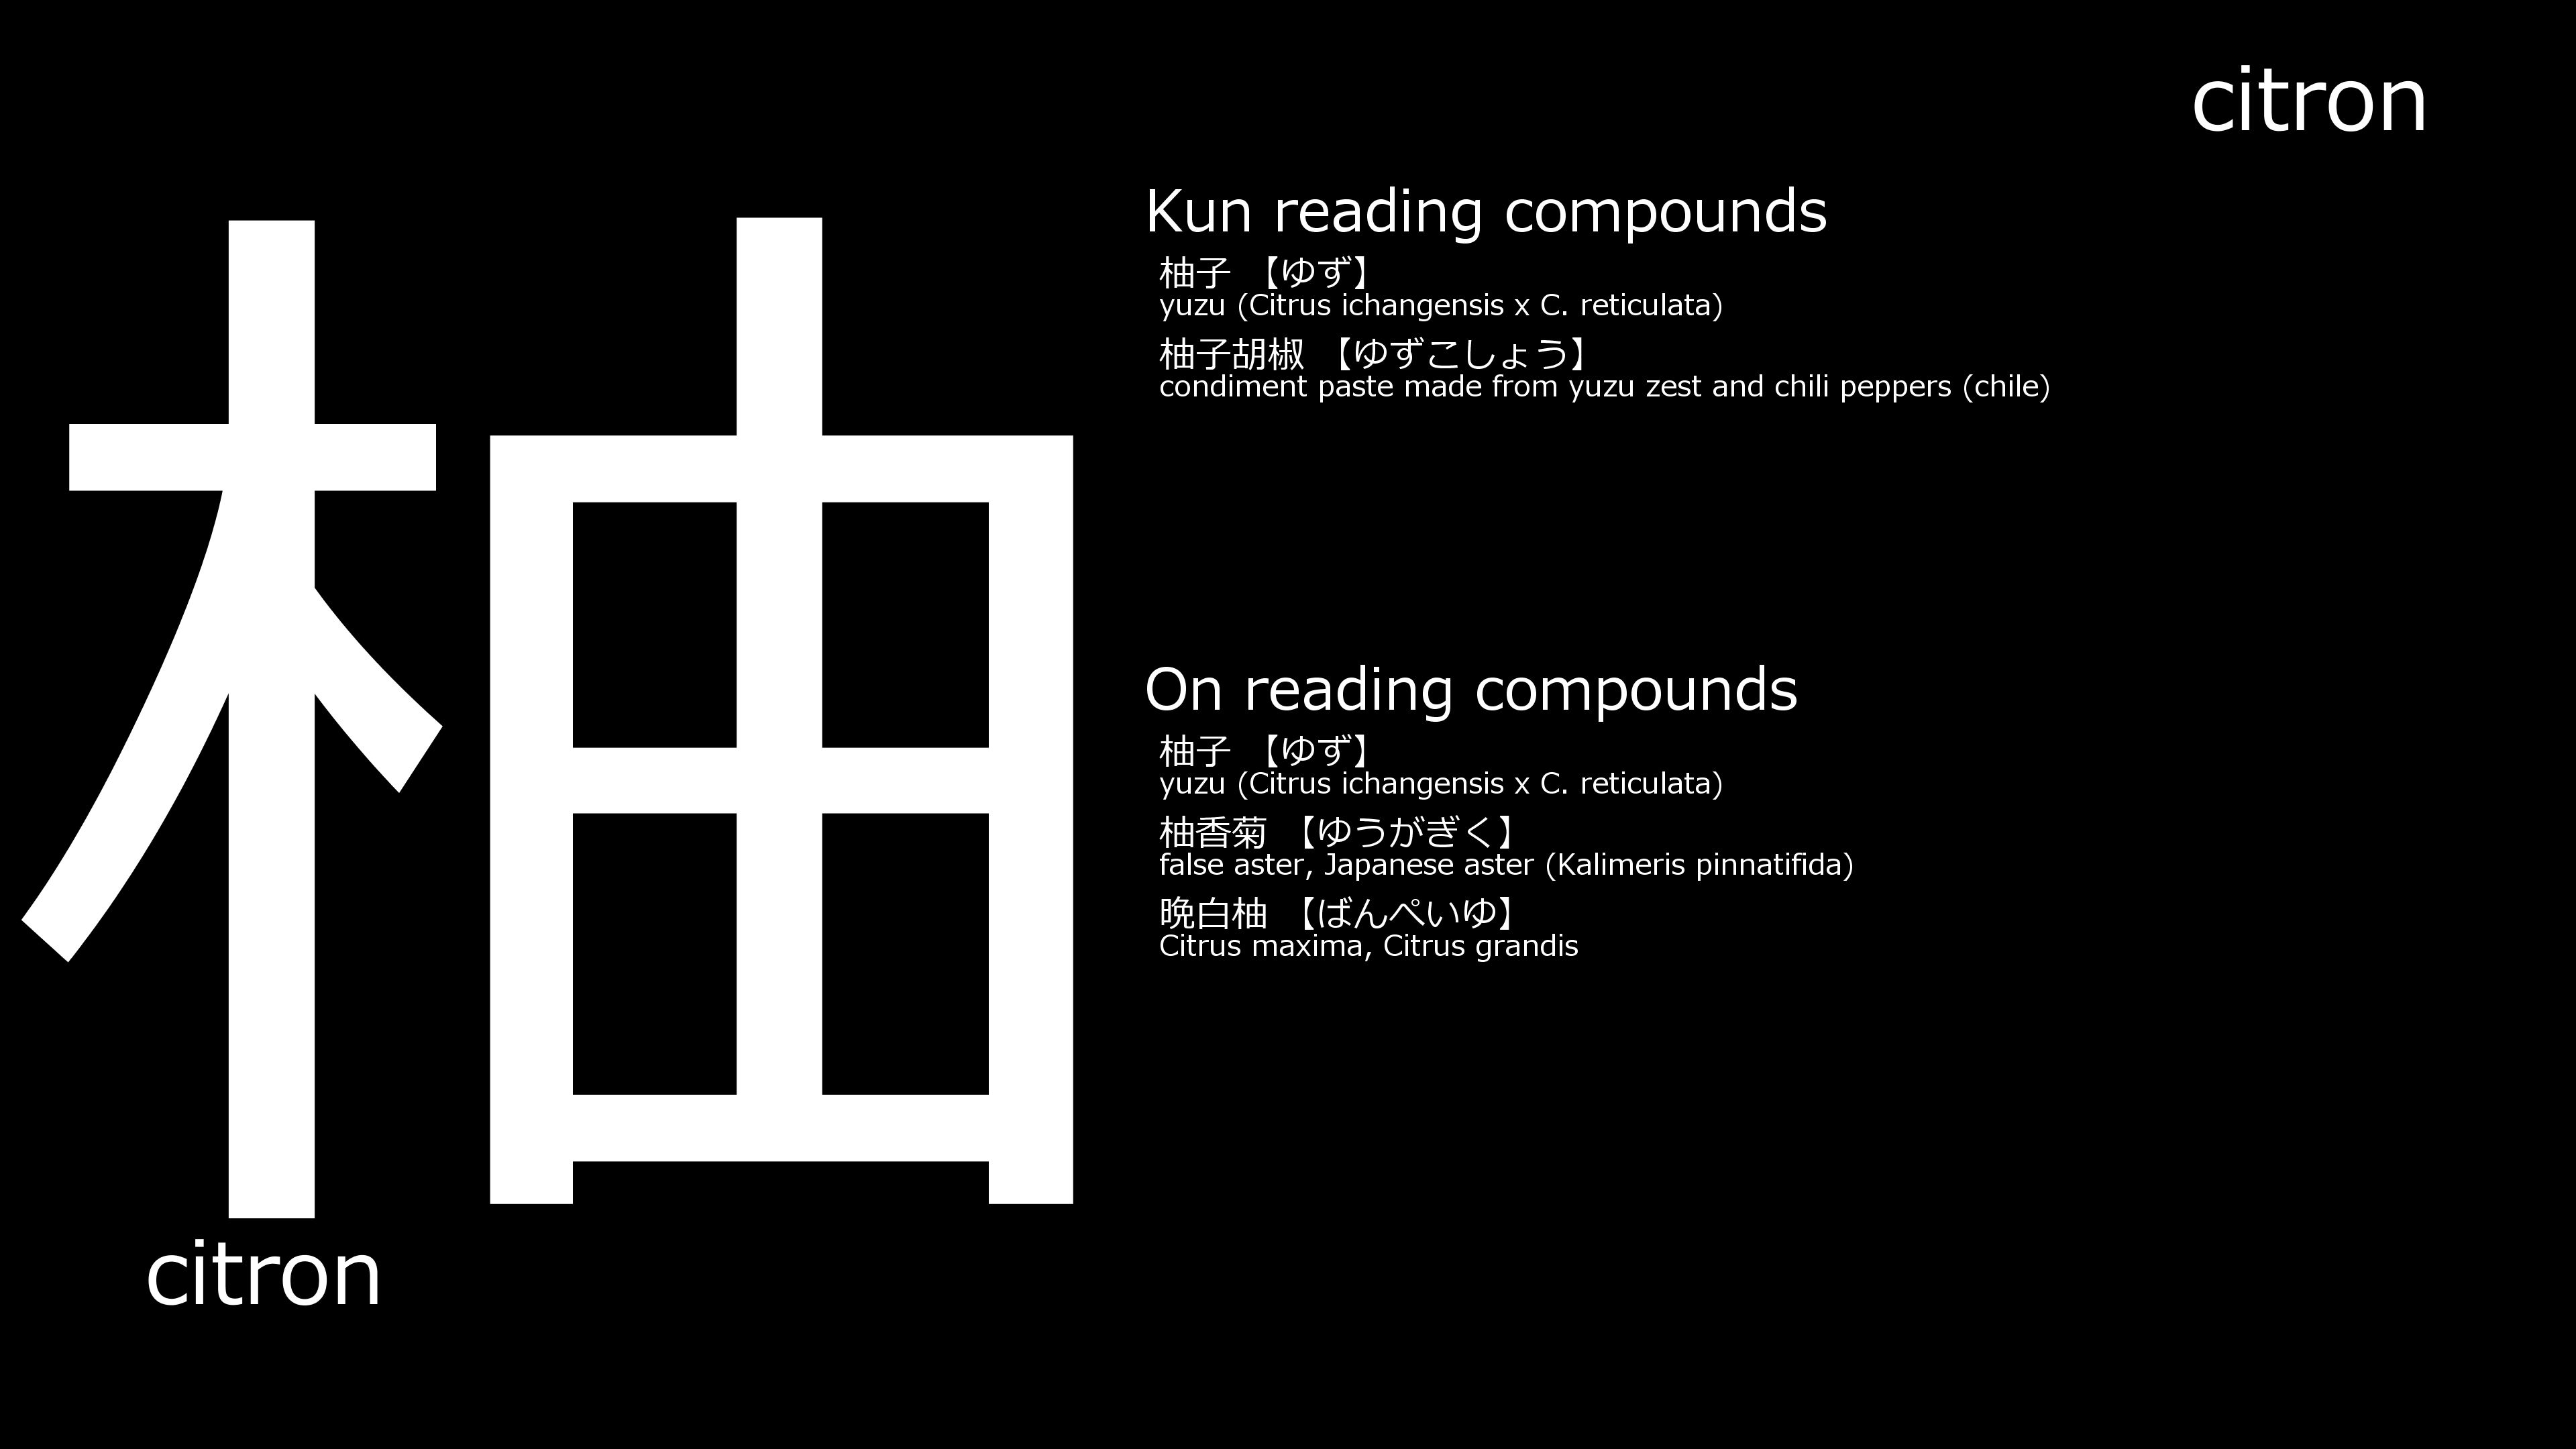 citron
柚
citron
Kun reading compounds
柚子 【ゆず】
yuzu (Citrus ichangensis x C. reticulata)
柚子胡椒 【ゆずこしょう】
condiment paste made from yuzu zest and chili peppers (chile)
On reading compounds
柚子 【ゆず】
yuzu (Citrus ichangensis x C. reticulata)
柚香菊 【ゆうがぎく】
false aster, Japanese aster (Kalimeris pinnatifida)
晩白柚 【ばんぺいゆ】
Citrus maxima, Citrus grandis